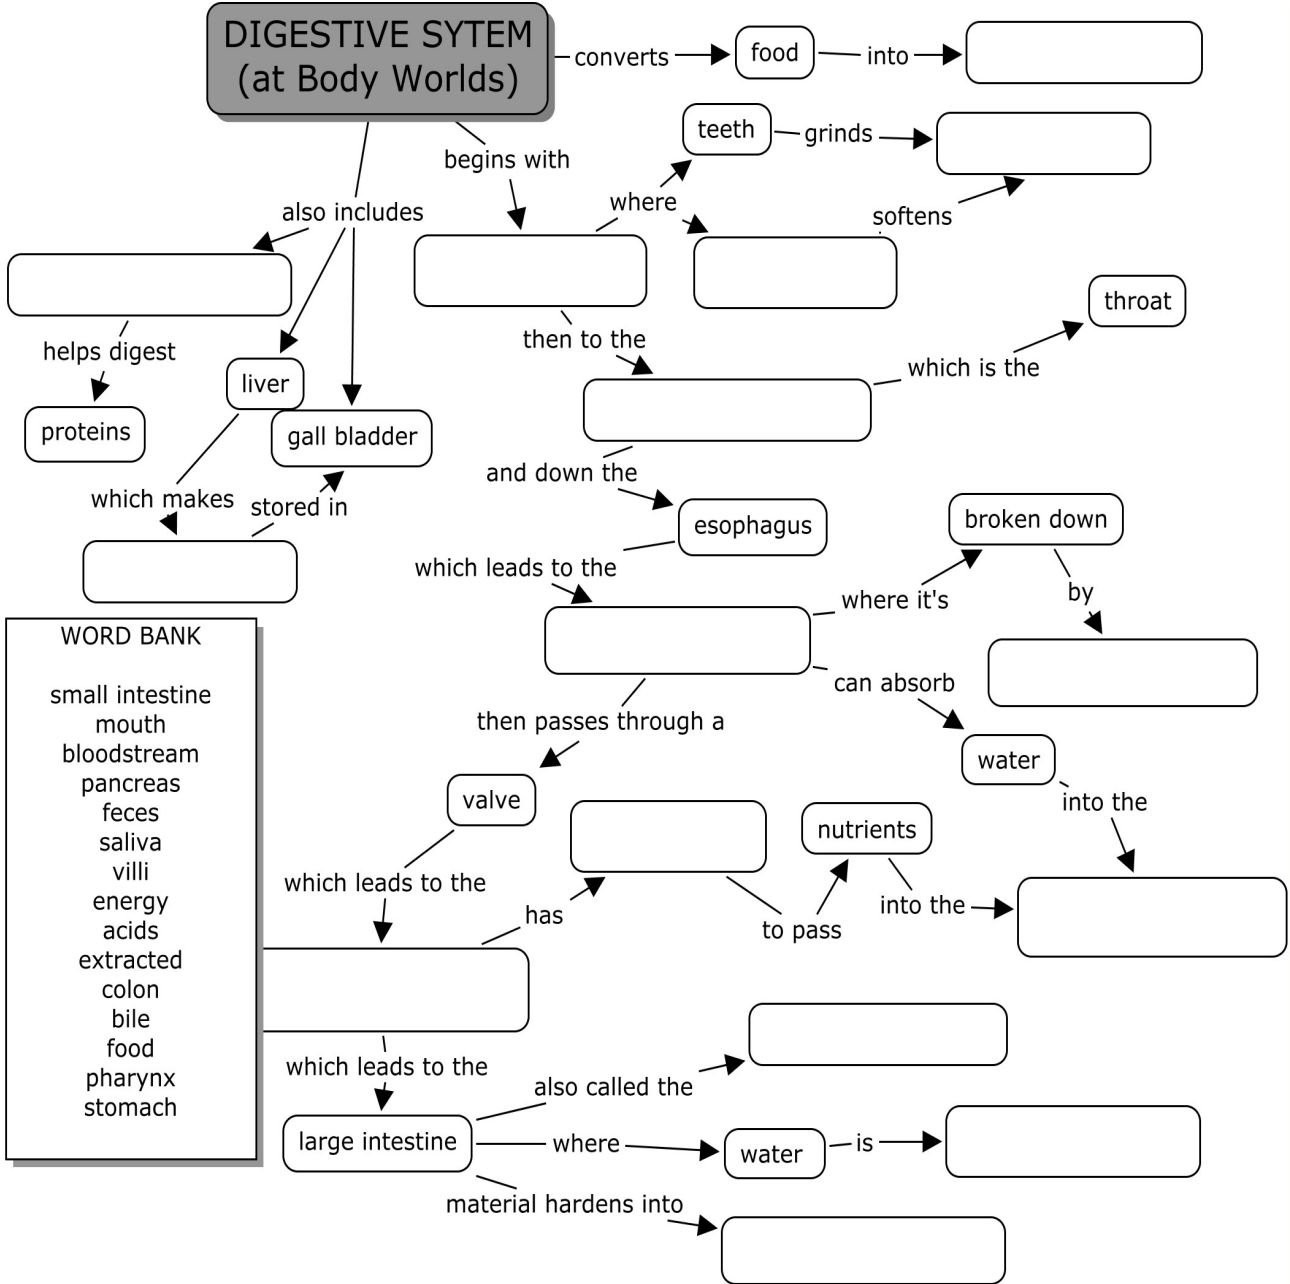 DIGESTIVE SYTEM
(at Body Worlds)
converts
food
into
teeth
grinds
begins with
where
softens
also includes
throat
then to the
helps digest
which is the
liver
proteins
gall bladder
and down the
which makes
stored in
esophagus
broken down
which leads to the
where it's
by
WORD BANK
small intestine
mouth
bloodstream
pancreas
feces
saliva
villi
energy
acids
extracted
colon
bile
food
pharynx
stomach
can absorb
then passes through a
water
valve
into the
nutrients
which leads to the
has
to pass
into the
which leads to the
also called the
large intestine
where
water
is
material hardens into